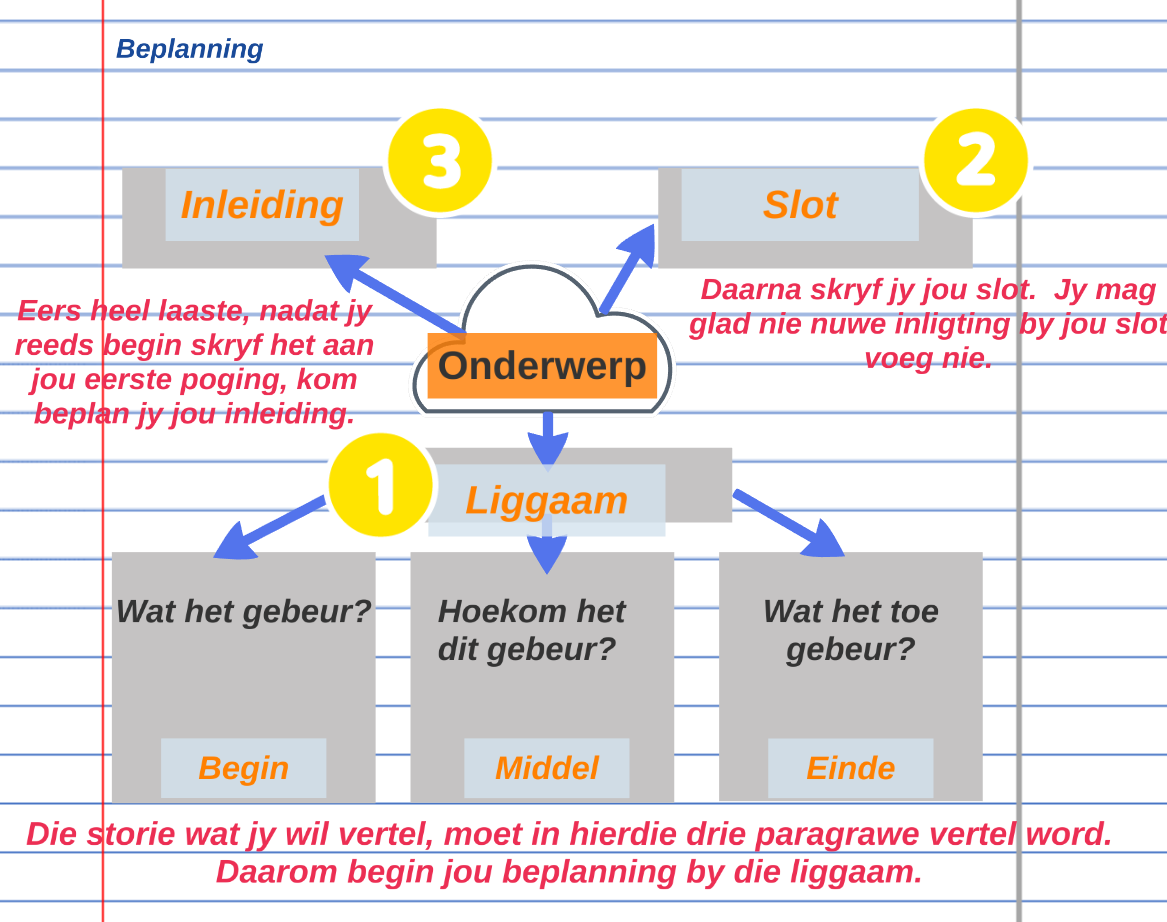 Beplanning
3
Inleiding
2
Slot
Eers heel laaste, nadat jy
reeds begin skryf het aan
jou eerste poging, kom
beplan jy jou inleiding.
Daarna skryf jy jou slot. Jy mag
glad nie nuwe inligting by jou slot
voeg nie.
Onderwerp
1
Liggaam
Wat het gebeur?
Hoekom het
dit gebeur?
Wat het toe
gebeur?
Begin
Middel
Einde
Die storie wat jy wil vertel, moet in hierdie drie paragrawe vertel word.
Daarom begin jou beplanning by die liggaam.